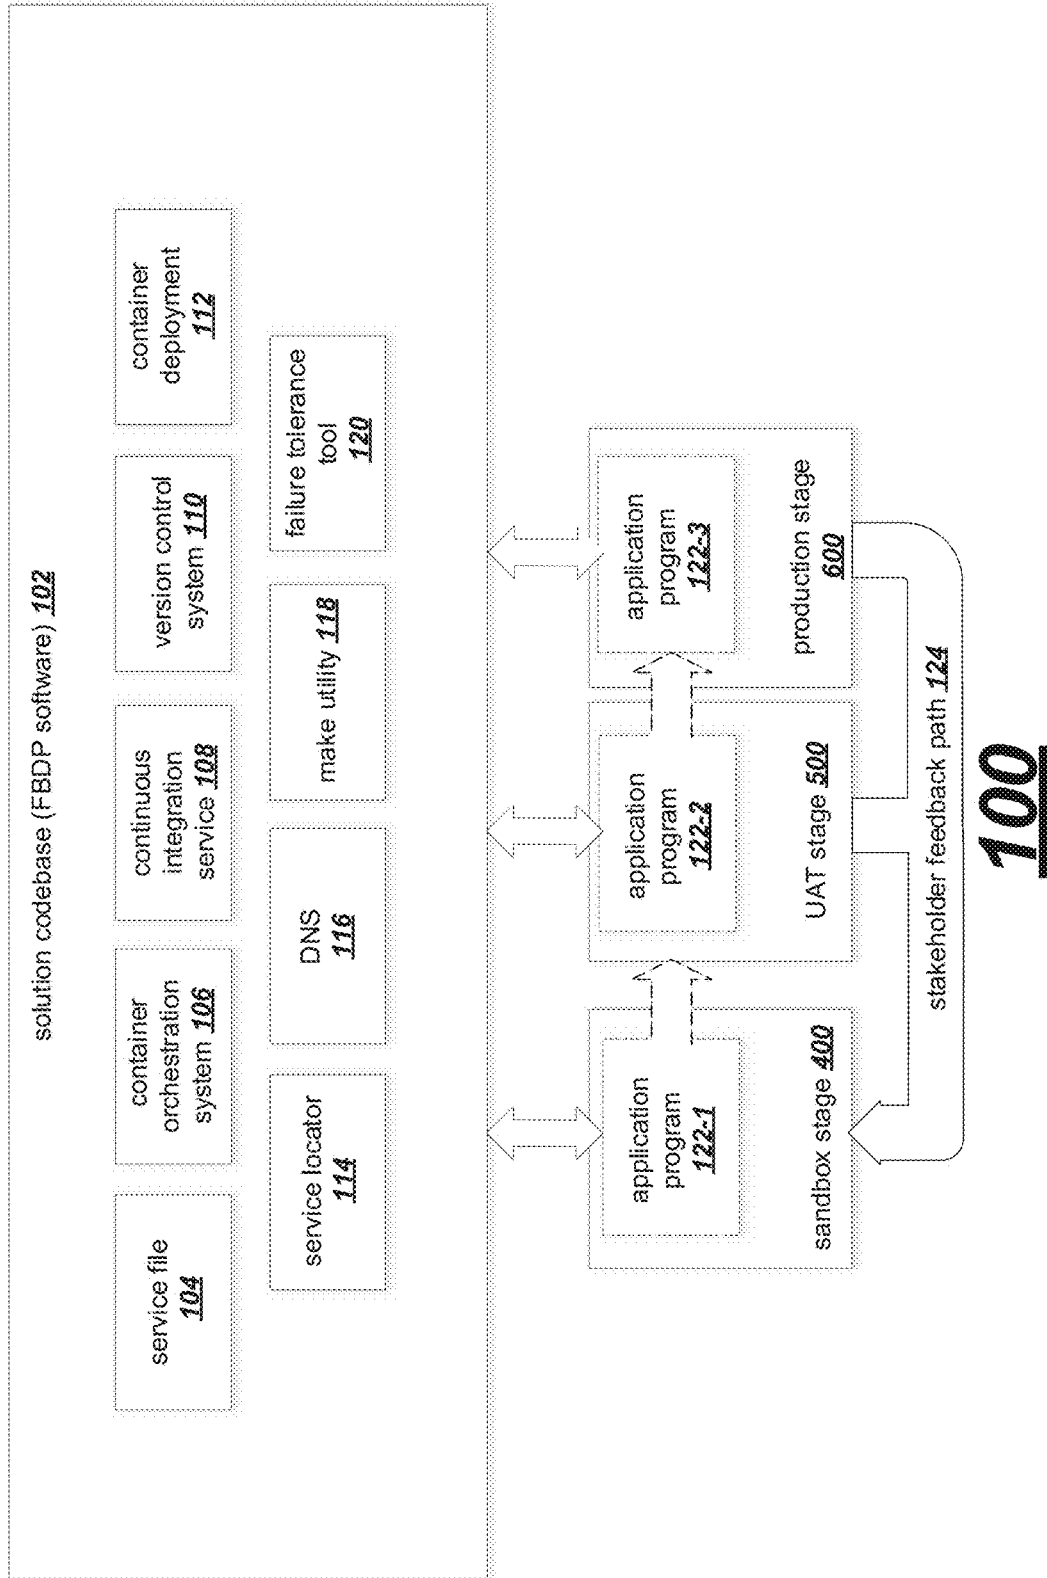 solution codebase (FBDP software) 102
service file
104
container
orchestration
system 106
continuous
integration
service 108
version control
system 110
container
deployment
112
service locator
114
DNS
116
make utility 118
failure tolerance
tool
120
application
program
122-1
sandbox stage 400
application
program
122-2
UAT stage 500
application
program
122-3
production stage
600
stakeholder feedback path 124
100